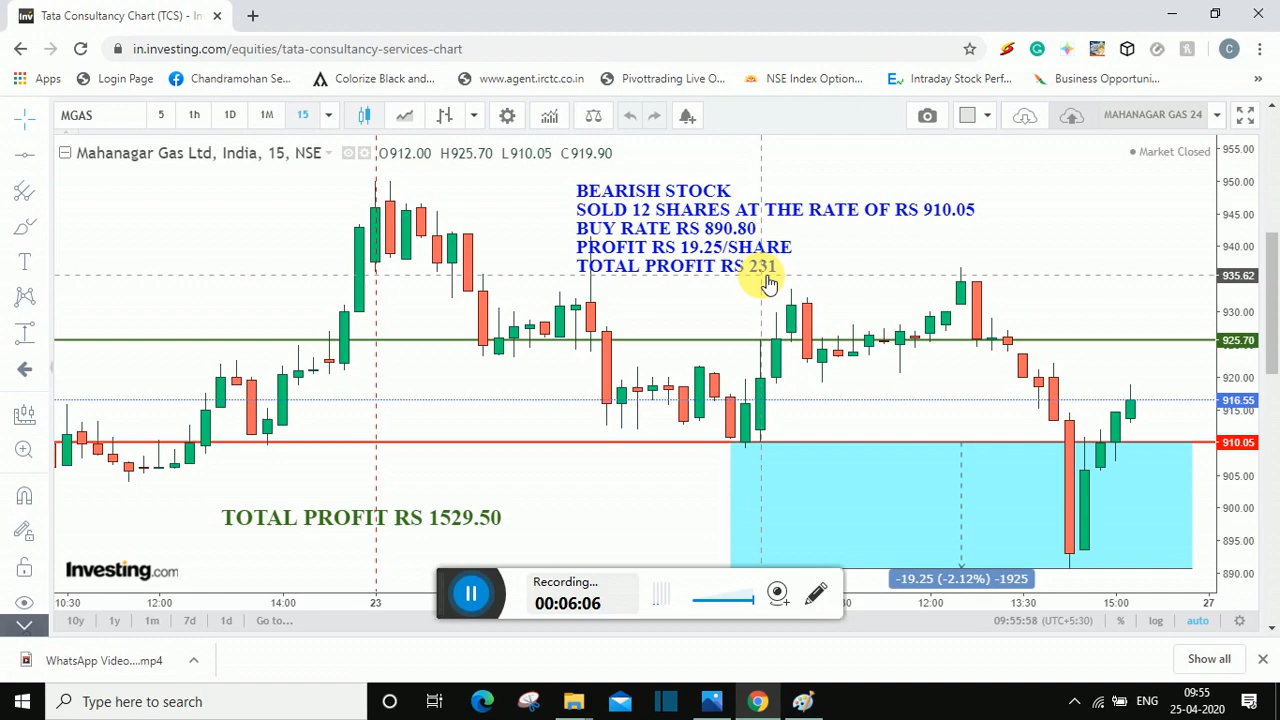 Tata Consultancy Chart (TCS) - In
in.investing.com/equities/tata-consultancy-services-chart
C
Apps Login Page Chandramohan Se... Colorize Black and... www.agent.irctc.co.in Pivottrading Live O... NSE Index Option... Intraday Stock Perf... Business Opportuni... »
MGAS 5 1h 1D 1M 15 MAHANAGAR GAS 24
Mahanagar Gas Ltd, India, 15, NSE O912.00 H925.70 L910.05 C919.90
Market Closed
955.00
950.00
945.00
940.00
935.62
930.00
925.70
920.00
916.55
915.00
910.05
905.00
900.00
895.00
890.00
BEARISH STOCK
SOLD 12 SHARES AT THE RATE OF RS 910.05
BUY RATE RS 890.80
PROFIT RS 19.25/SHARE
TOTAL PROFIT RS 231
TOTAL PROFIT RS 1529.50
Investing.com
-19.25 (-2.12%) -1925
Recording...
00:06:06
10:30 12:00 14:00 23 12:00 13:30 15:00 27
10y 1y 1m 7d 1d Go to... 09:55:58 (UTC+5:30) % log auto
WhatsApp Video....mp4 Show all
Type here to search ENG 09:55
25-04-2020